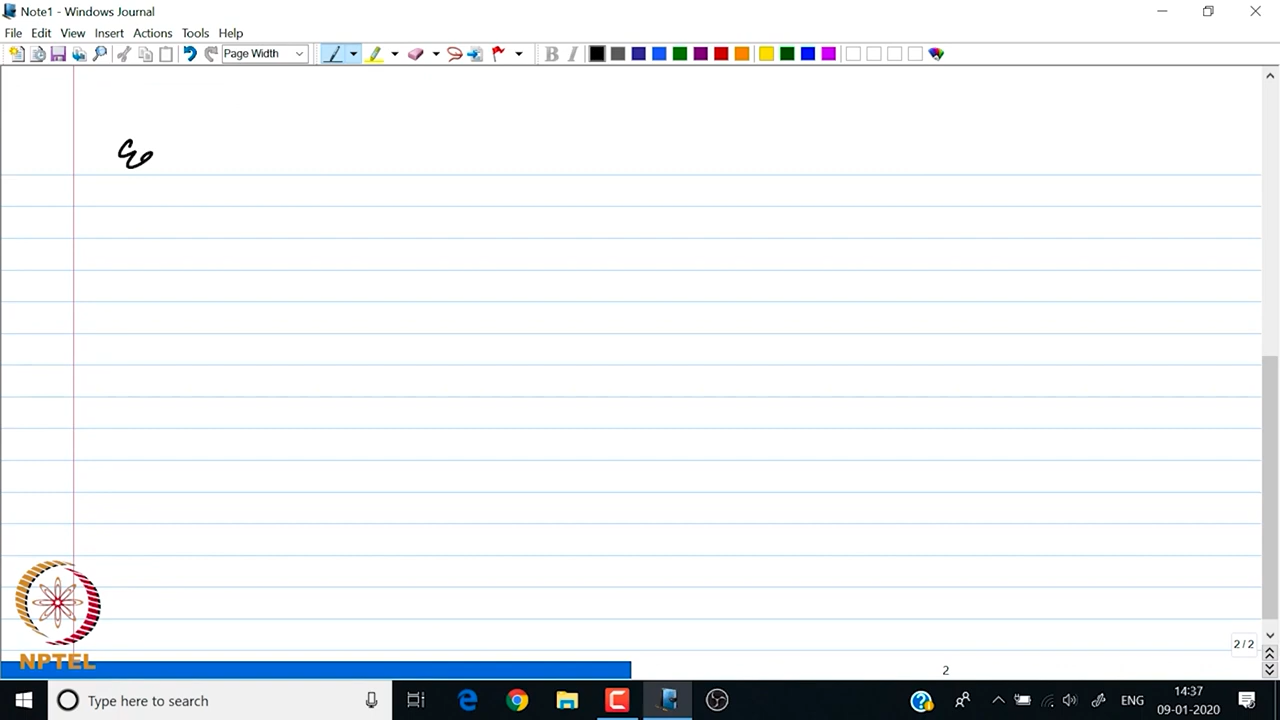 Note1 - Windows Journal
File Edit View Insert Actions Tools Help
Page Width B I
2 / 2
NPTEL
2
Type here to search
ENG
14:37
09-01-2020